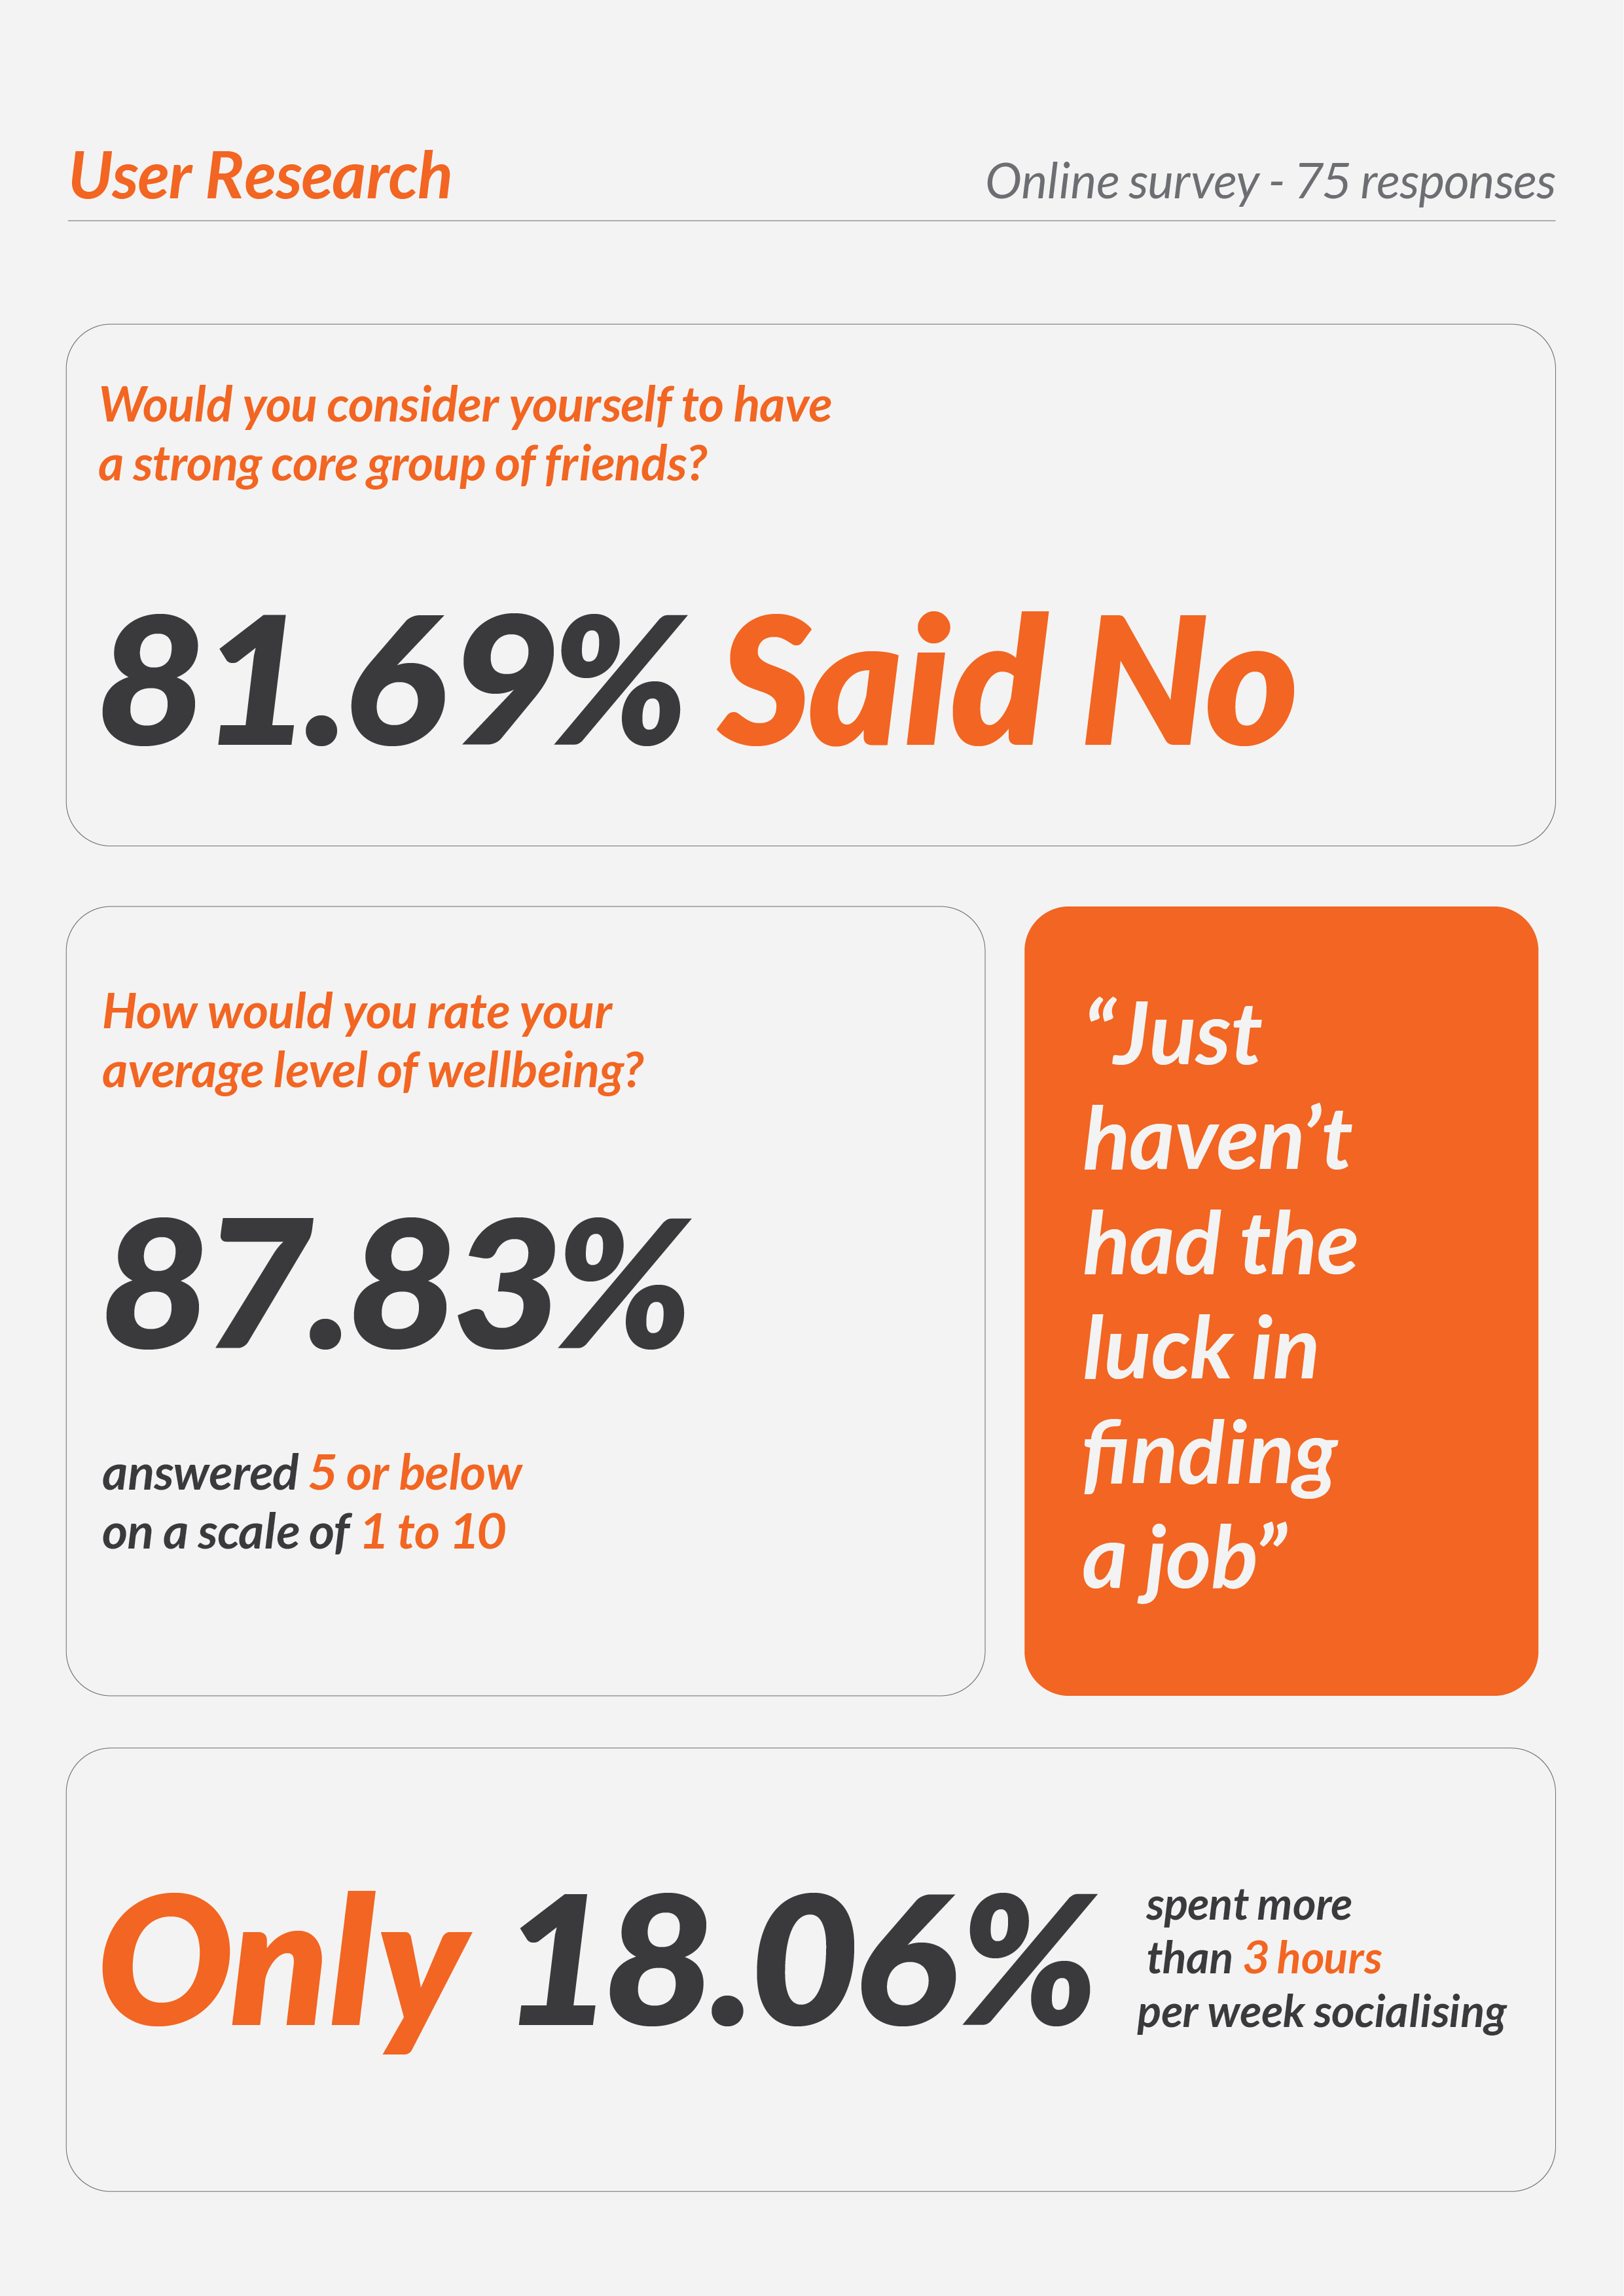 User Research
Online survey - 75 responses
Would you consider yourself to have
a strong core group of friends?
81.69% Said No
How would you rate your
average level of wellbeing?
87.83%
answered 5 or below
on a scale of 1 to 10
“Just
haven’t
had the
luck in
finding
a job”
Only 18.06%
spent more
than 3 hours
per week socialising